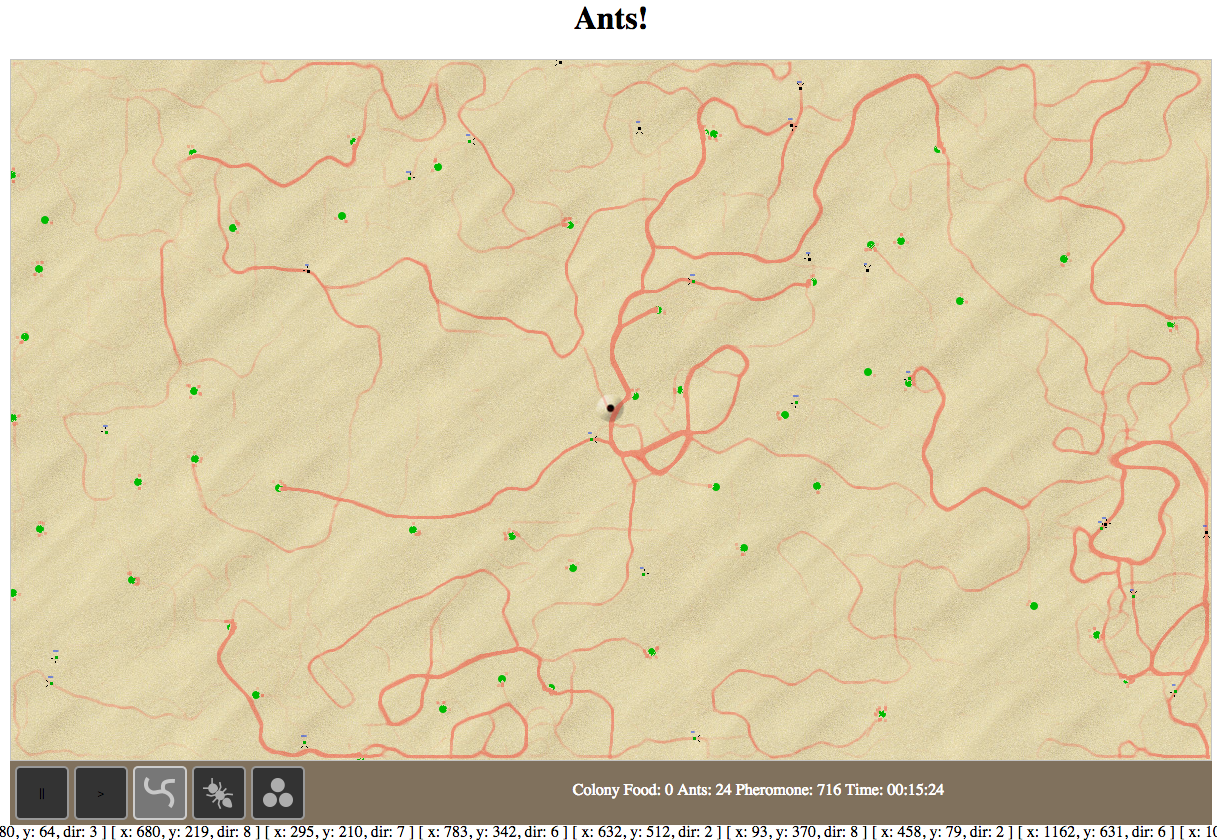 Ants!
|| >
Colony Food: 0 Ants: 24 Pheromone: 716 Time: 00:15:24
80, y: 64, dir: 3 ] [ x: 680, y: 219, dir: 8 ] [ x: 295, y: 210, dir: 7 ] [ x: 783, y: 342, dir: 6 ] [ x: 632, y: 512, dir: 2 ] [ x: 93, y: 370, dir: 8 ] [ x: 458, y: 79, dir: 2 ] [ x: 1162, y: 631, dir: 6 ] [ x: 10